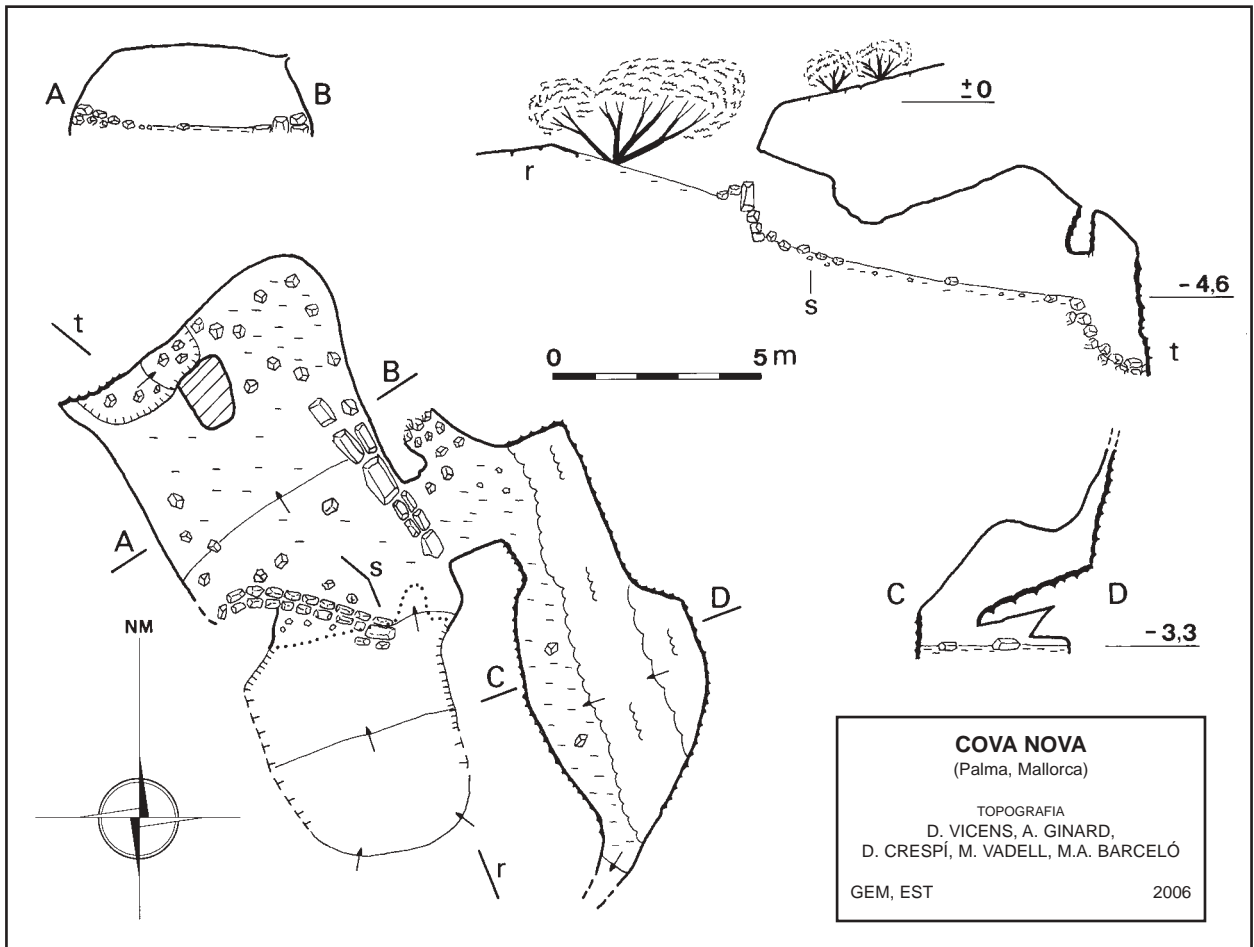 A
B
r
s
t
±0
- 4,6
0 5 m
t
B
A
s
C
D
r
NM
C
D
- 3,3
COVA NOVA
(Palma, Mallorca)
TOPOGRAFIA
D. VICENS, A. GINARD,
D. CRESPÍ, M. VADELL, M.A. BARCELÓ
GEM, EST 2006